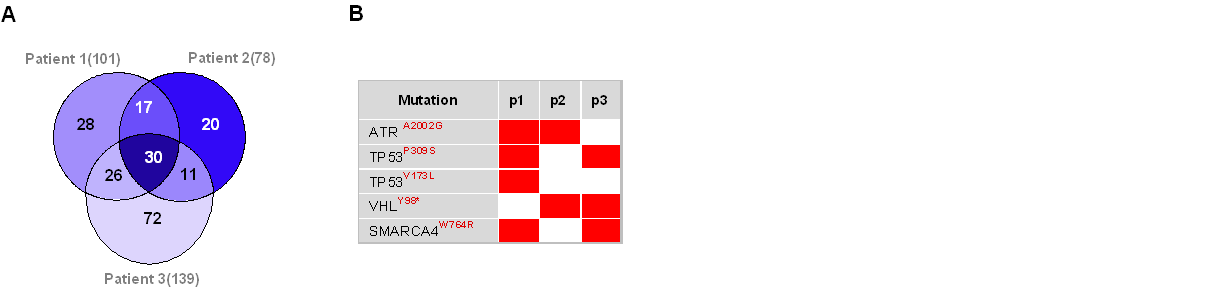 A
B
Patient 1(101)
Patient 2(78)
17
28
20
30
26
11
72
Patient 3(139)
Mutation p1 p2 p3
ATR A2002G
TP53 P309S
TP53 V173L
VHL Y98*
SMARCA4 W764R